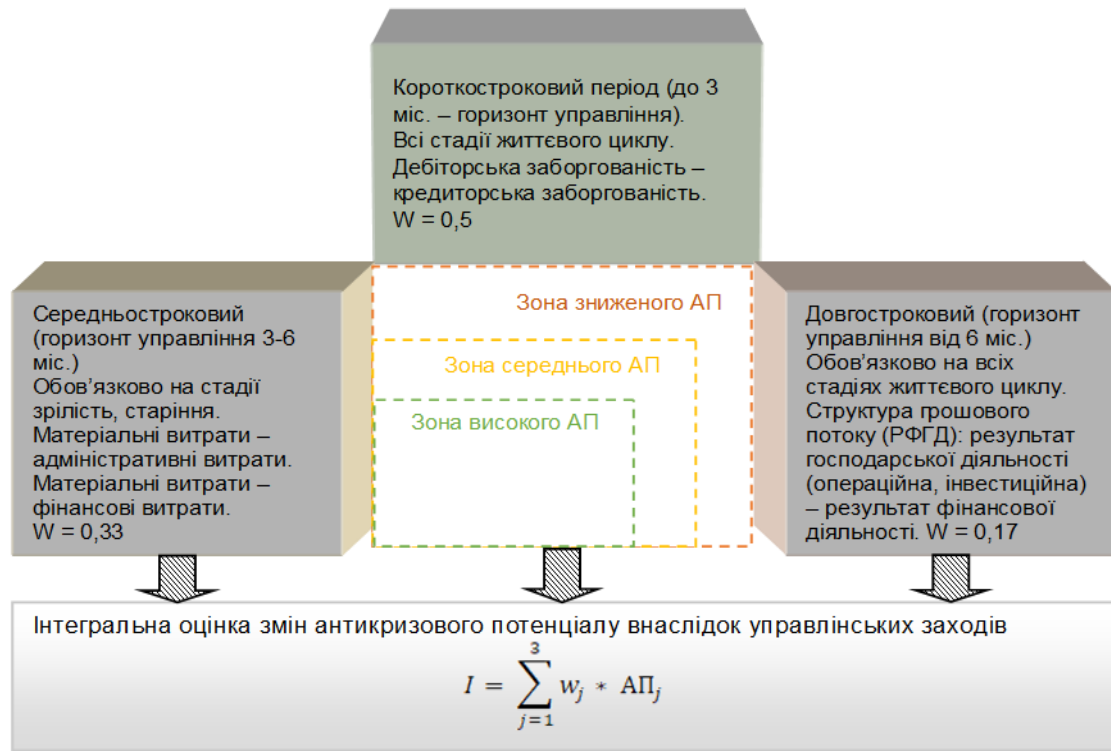 Короткостроковий період (до 3
міс. – горизонт управління).
Всі стадії життєвого циклу.
Дебіторська заборгованість –
кредиторська заборгованість.
W = 0,5
Середньостроковий
(горизонт управління 3-6
міс.)
Обов’язково на стадії
зрілість, старіння.
Матеріальні витрати –
адміністративні витрати.
Матеріальні витрати –
фінансові витрати.
W = 0,33
Зона зниженого АП
Зона середнього АП
Зона високого АП
Довгостроковий (горизонт
управління від 6 міс.)
Обов’язково на всіх
стадіях життєвого циклу.
Структура грошового
потоку (РФГД): результат
господарської діяльності
(операційна, інвестиційна)
– результат фінансової
діяльності. W = 0,17
Інтегральна оцінка змін антикризового потенціалу внаслідок управлінських заходів
3
I = ∑ wⱼ * АПⱼ
j=1